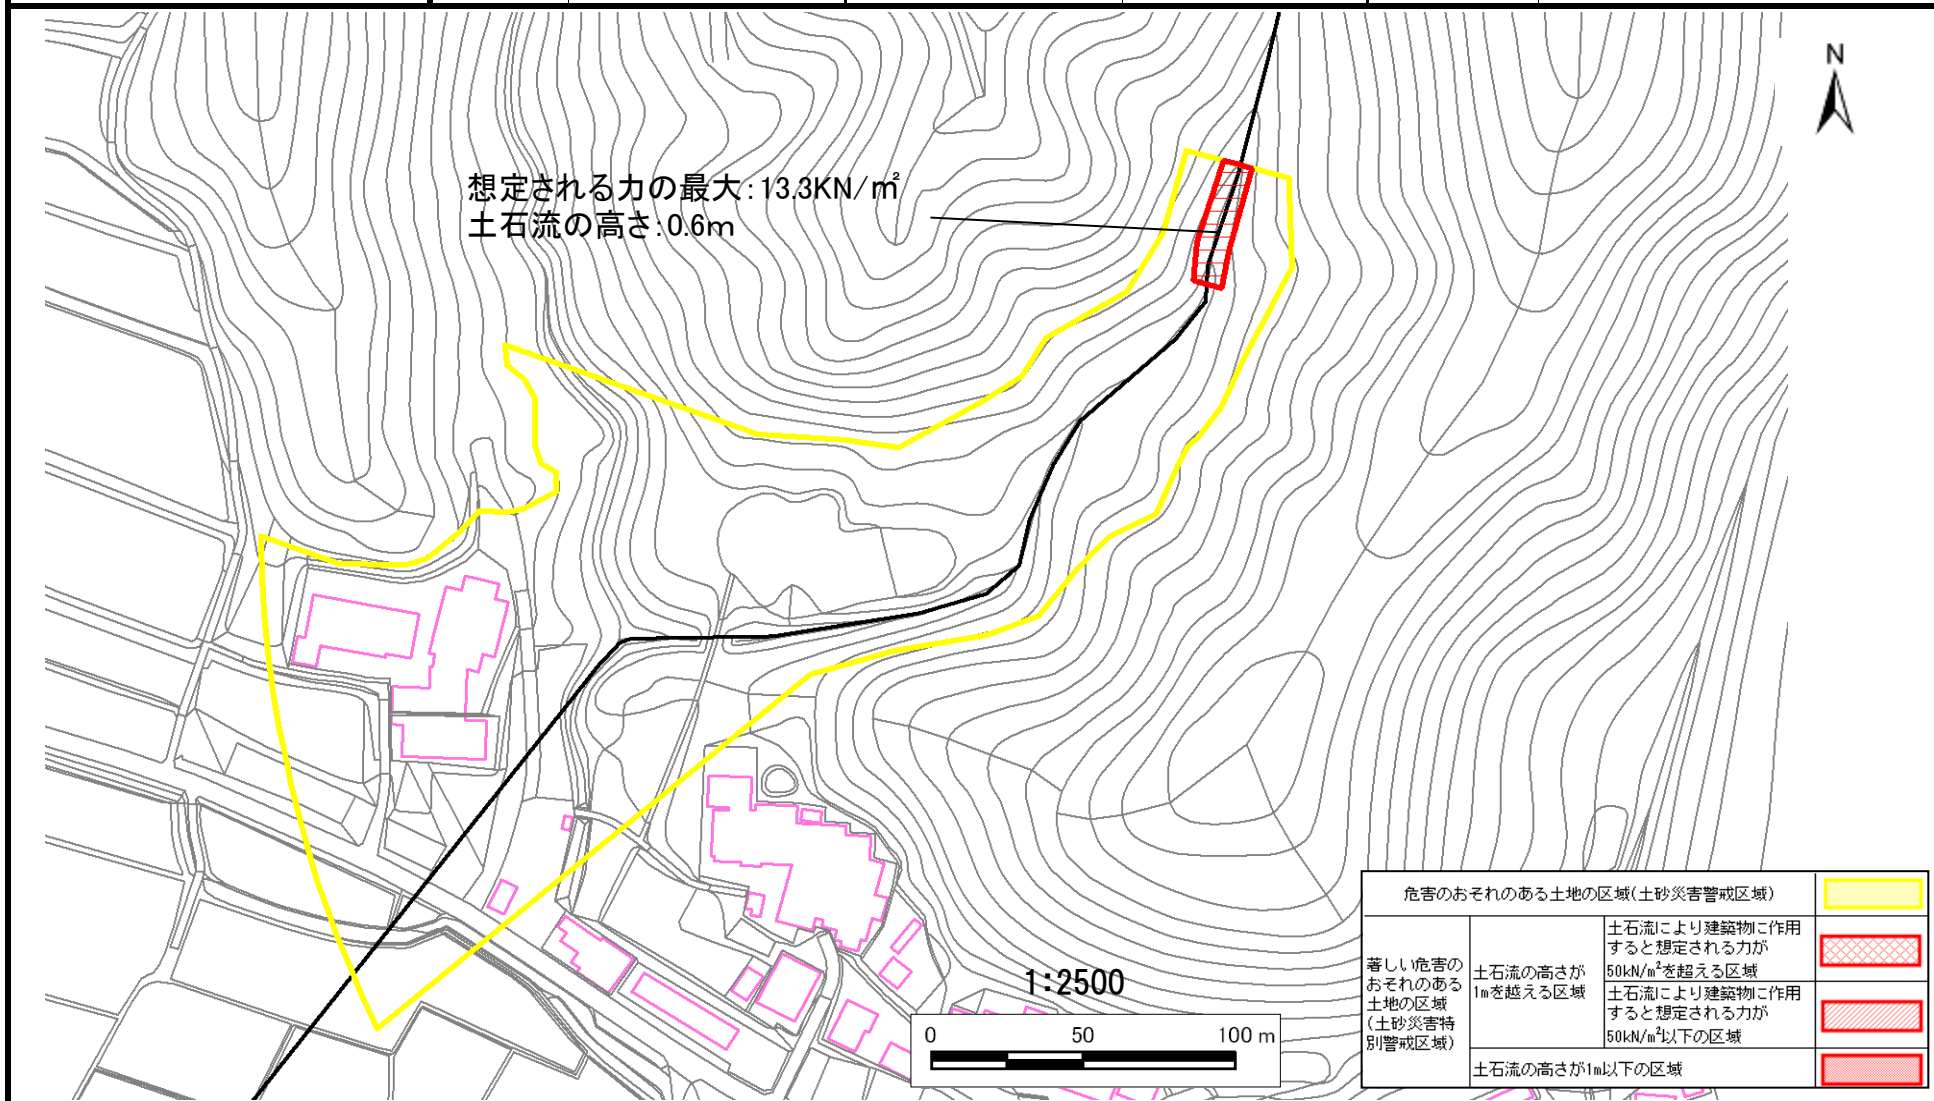 N
想定される力の最大:13.3KN/㎡
土石流の高さ:0.6m
1:2500
0 50 100 m
危害のおそれのある土地の区域(土砂災害警戒区域)
著しい危害の
おそれのある
土地の区域
(土砂災害特
別警戒区域)
土石流の高さが
1mを越える区域
土石流により建築物に作用
すると想定される力が
50kN/m²を超える区域
土石流により建築物に作用
すると想定される力が
50kN/m²以下の区域
土石流の高さが1m以下の区域